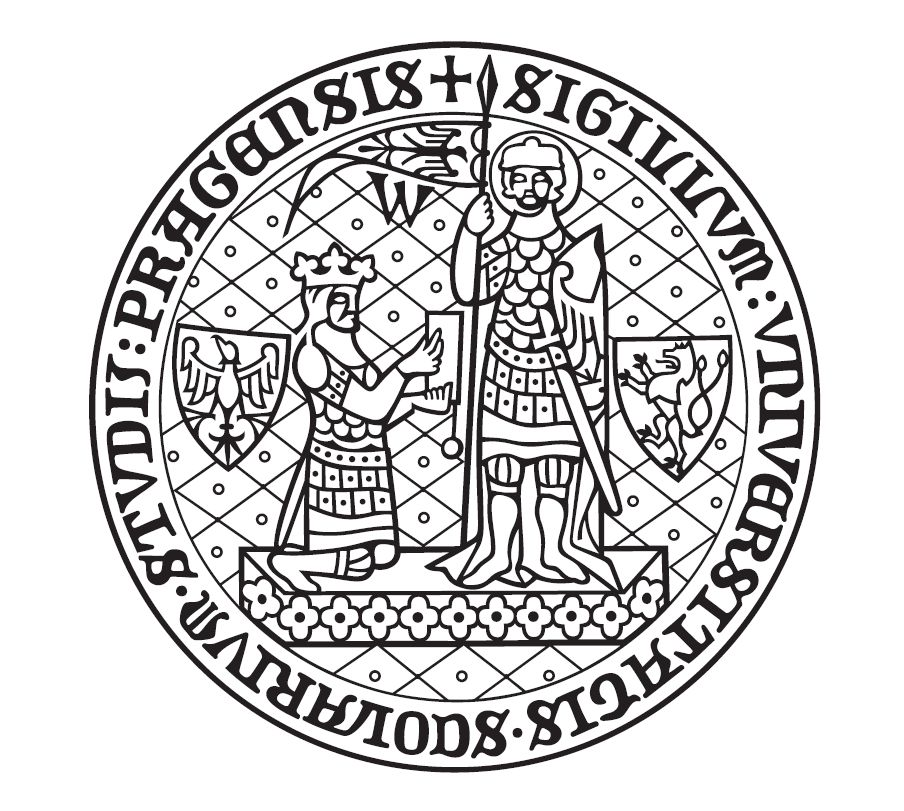 ✠ SIGILLVM : VNIVERSITATIS · SCOLARIVM · STVDII : PRAGENSIS
W